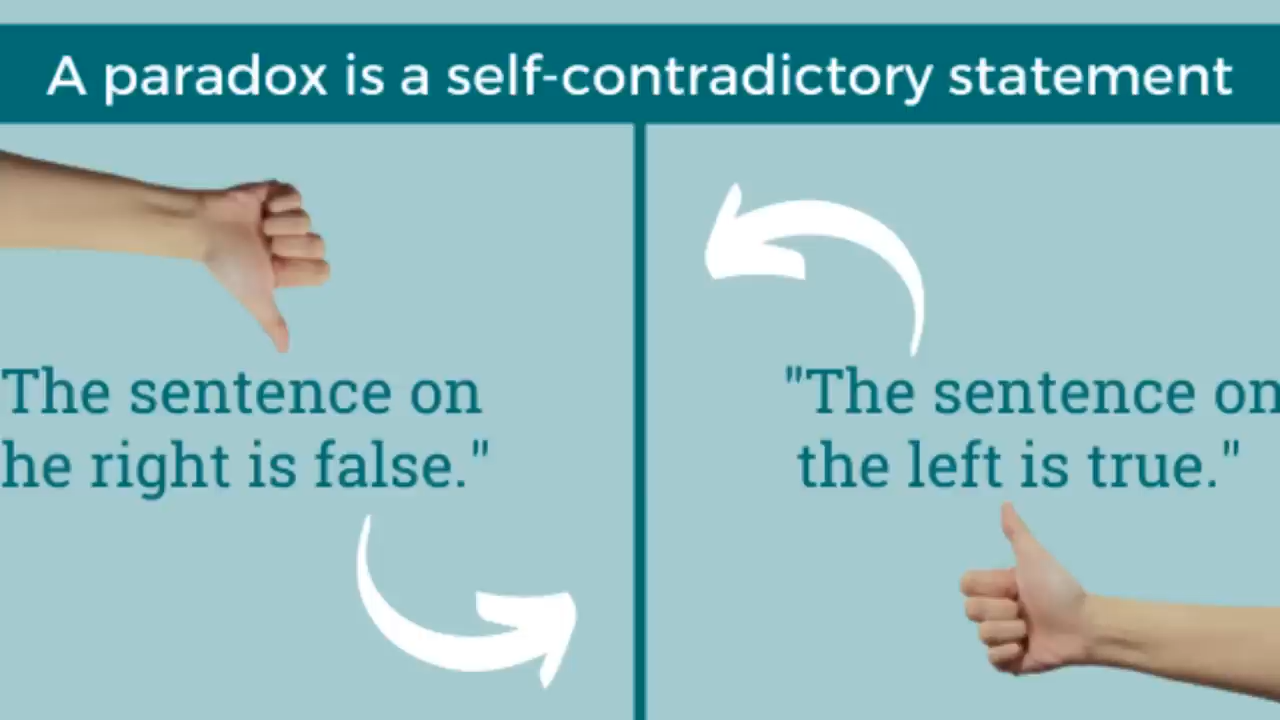 A paradox is a self-contradictory statement
The sentence on
he right is false."
"The sentence on
the left is true."